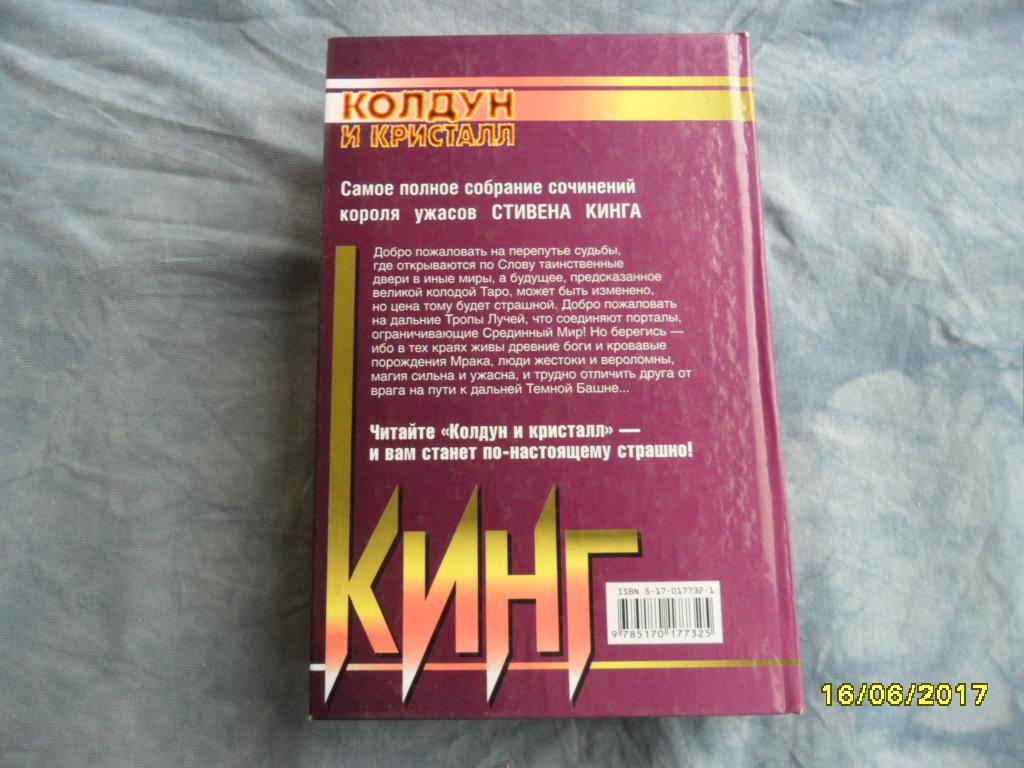 КОЛДУН
И КРИСТАЛЛ
Самое полное собрание сочинений
короля ужасов СТИВЕНА КИНГА
Добро пожаловать на перепутье судьбы,
где открываются по Слову таинственные
двери в иные миры, а будущее, предсказанное
великой колодой Таро, может быть изменено,
но цена тому будет страшной. Добро пожаловать
на дальние Тропы Лучей, что соединяют порталы,
ограничивающие Срединный Мир! Но берегись —
ибо в тех краях живы древние боги и кровавые
порождения Мрака, люди жестоки и вероломны,
магия сильна и ужасна, и трудно отличить друга от
врага на пути к дальней Темной Башне...
Читайте «Колдун и кристалл» —
и вам станет по-настоящему страшно!
КИНГ
ISBN 5-17-017732-1
9 785170 177325
16/06/2017